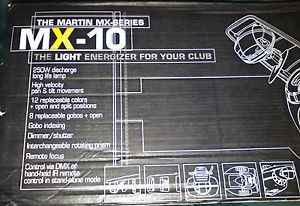 THE MARTIN MX-SERIES
MX-10
THE LIGHT ENERGIZER FOR YOUR CLUB
250W discharge
long life lamp
High velocity
pan & tilt movement
12 replacable colors
+ open and split positions
8 replacable gobos + open
Gobo indexing
Dimmer/shutter
Interchangeable rotating prism
Remote focus
Control via DMX or
hand-held IR remote
Control in stand-alone mode